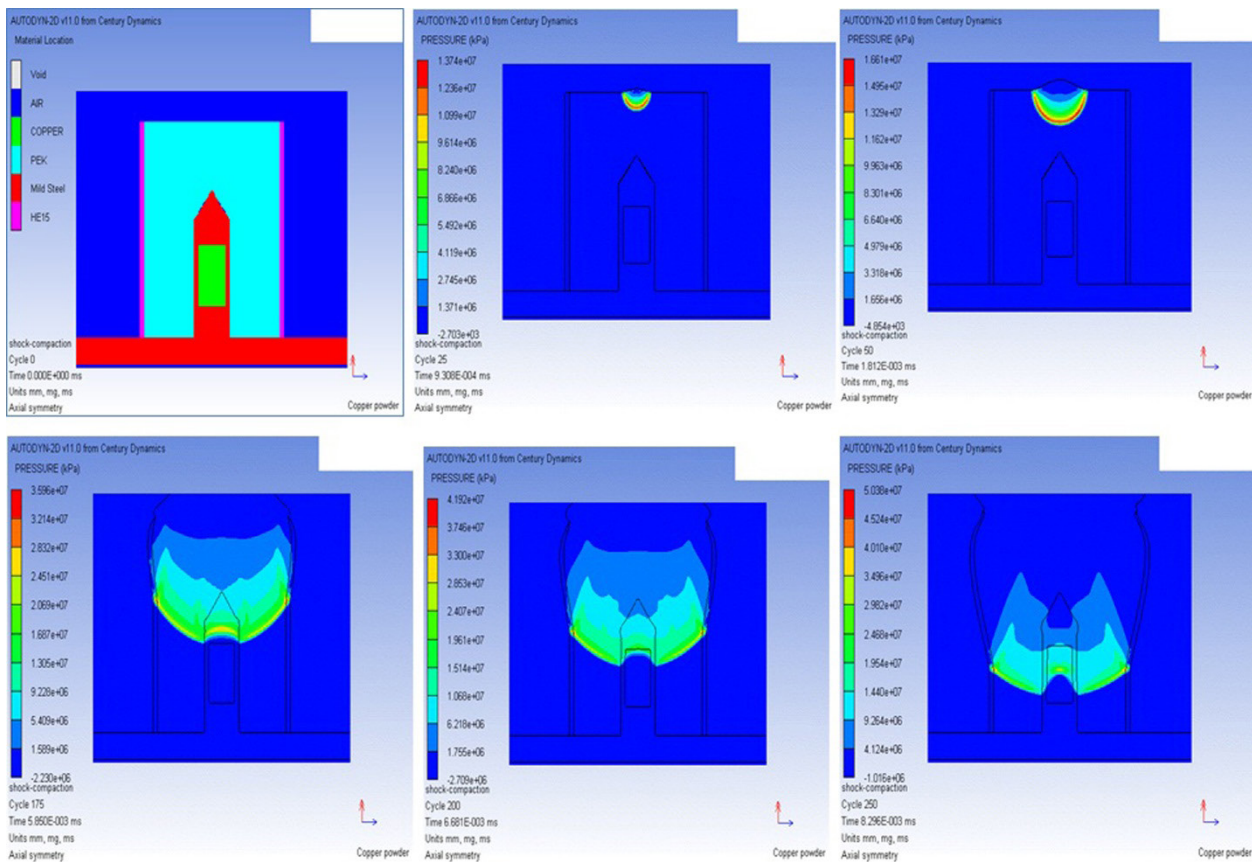 AUTODYN-2D v11.0 from Century Dynamics
Material Location
Void
AIR
COPPER
PEK
Mild Steel
HE15
shock-compaction
Cycle 0
Time 0.000E+000 ms
Units mm, mg, ms
Axial symmetry
Copper powder
AUTODYN-2D v11.0 from Century Dynamics
PRESSURE (kPa)
1.374e+07
1.236e+07
1.099e+07
9.614e+06
8.240e+06
6.866e+06
5.492e+06
4.119e+06
2.745e+06
1.371e+06
-2.703e+03
shock-compaction
Cycle 25
Time 9.308E-004 ms
Units mm, mg, ms
Axial symmetry
Copper powder
AUTODYN-2D v11.0 from Century Dynamics
PRESSURE (kPa)
1.661e+07
1.495e+07
1.329e+07
1.162e+07
9.963e+06
8.301e+06
6.640e+06
4.979e+06
3.318e+06
1.656e+06
-4.854e+03
shock-compaction
Cycle 50
Time 1.812E-003 ms
Units mm, mg, ms
Axial symmetry
Copper powder
AUTODYN-2D v11.0 from Century Dynamics
PRESSURE (kPa)
3.596e+07
3.214e+07
2.832e+07
2.451e+07
2.069e+07
1.687e+07
1.305e+07
9.228e+06
5.409e+06
1.589e+06
-2.230e+06
shock-compaction
Cycle 175
Time 5.850E-003 ms
Units mm, mg, ms
Axial symmetry
Copper powder
AUTODYN-2D v11.0 from Century Dynamics
PRESSURE (kPa)
4.192e+07
3.746e+07
3.300e+07
2.853e+07
2.407e+07
1.961e+07
1.514e+07
1.068e+07
6.218e+06
1.755e+06
-2.709e+06
shock-compaction
Cycle 200
Time 6.681E-003 ms
Units mm, mg, ms
Axial symmetry
Copper powder
AUTODYN-2D v11.0 from Century Dynamics
PRESSURE (kPa)
5.038e+07
4.524e+07
4.010e+07
3.496e+07
2.982e+07
2.468e+07
1.954e+07
1.440e+07
9.264e+06
4.124e+06
-1.016e+06
shock-compaction
Cycle 250
Time 8.296E-003 ms
Units mm, mg, ms
Axial symmetry
Copper powder